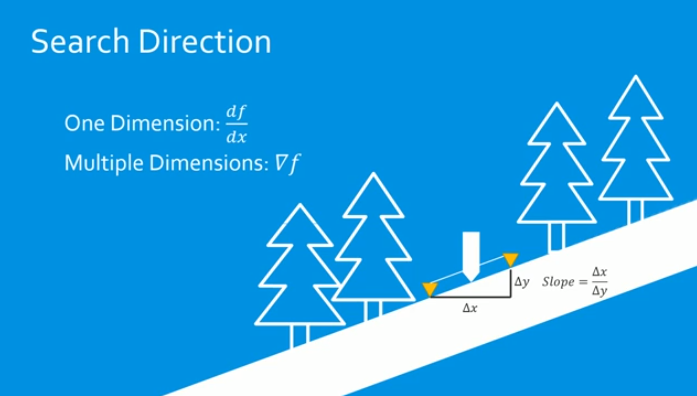 Search Direction
One Dimension: df/dx
Multiple Dimensions: ∇f
Δy Slope = Δx/Δy
Δx